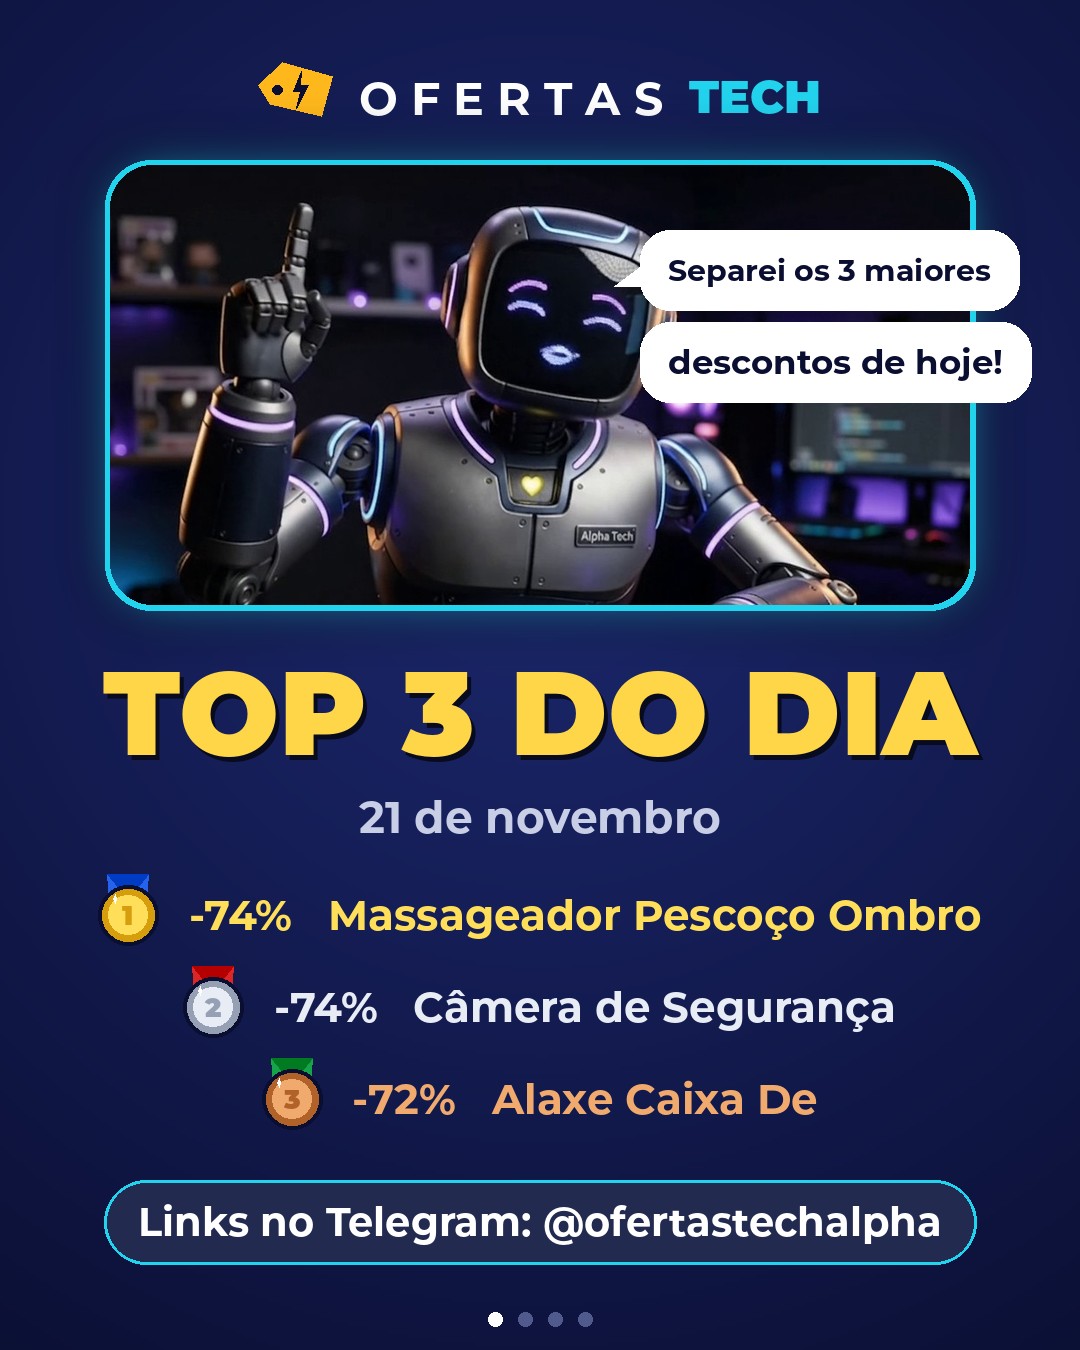 OFERTAS TECH
Separei os 3 maiores
descontos de hoje!
Alpha Tech
TOP 3 DO DIA
21 de novembro
1 -74% Massageador Pescoço Ombro
2 -74% Câmera de Segurança
3 -72% Alaxe Caixa De
Links no Telegram: @ofertastechalpha